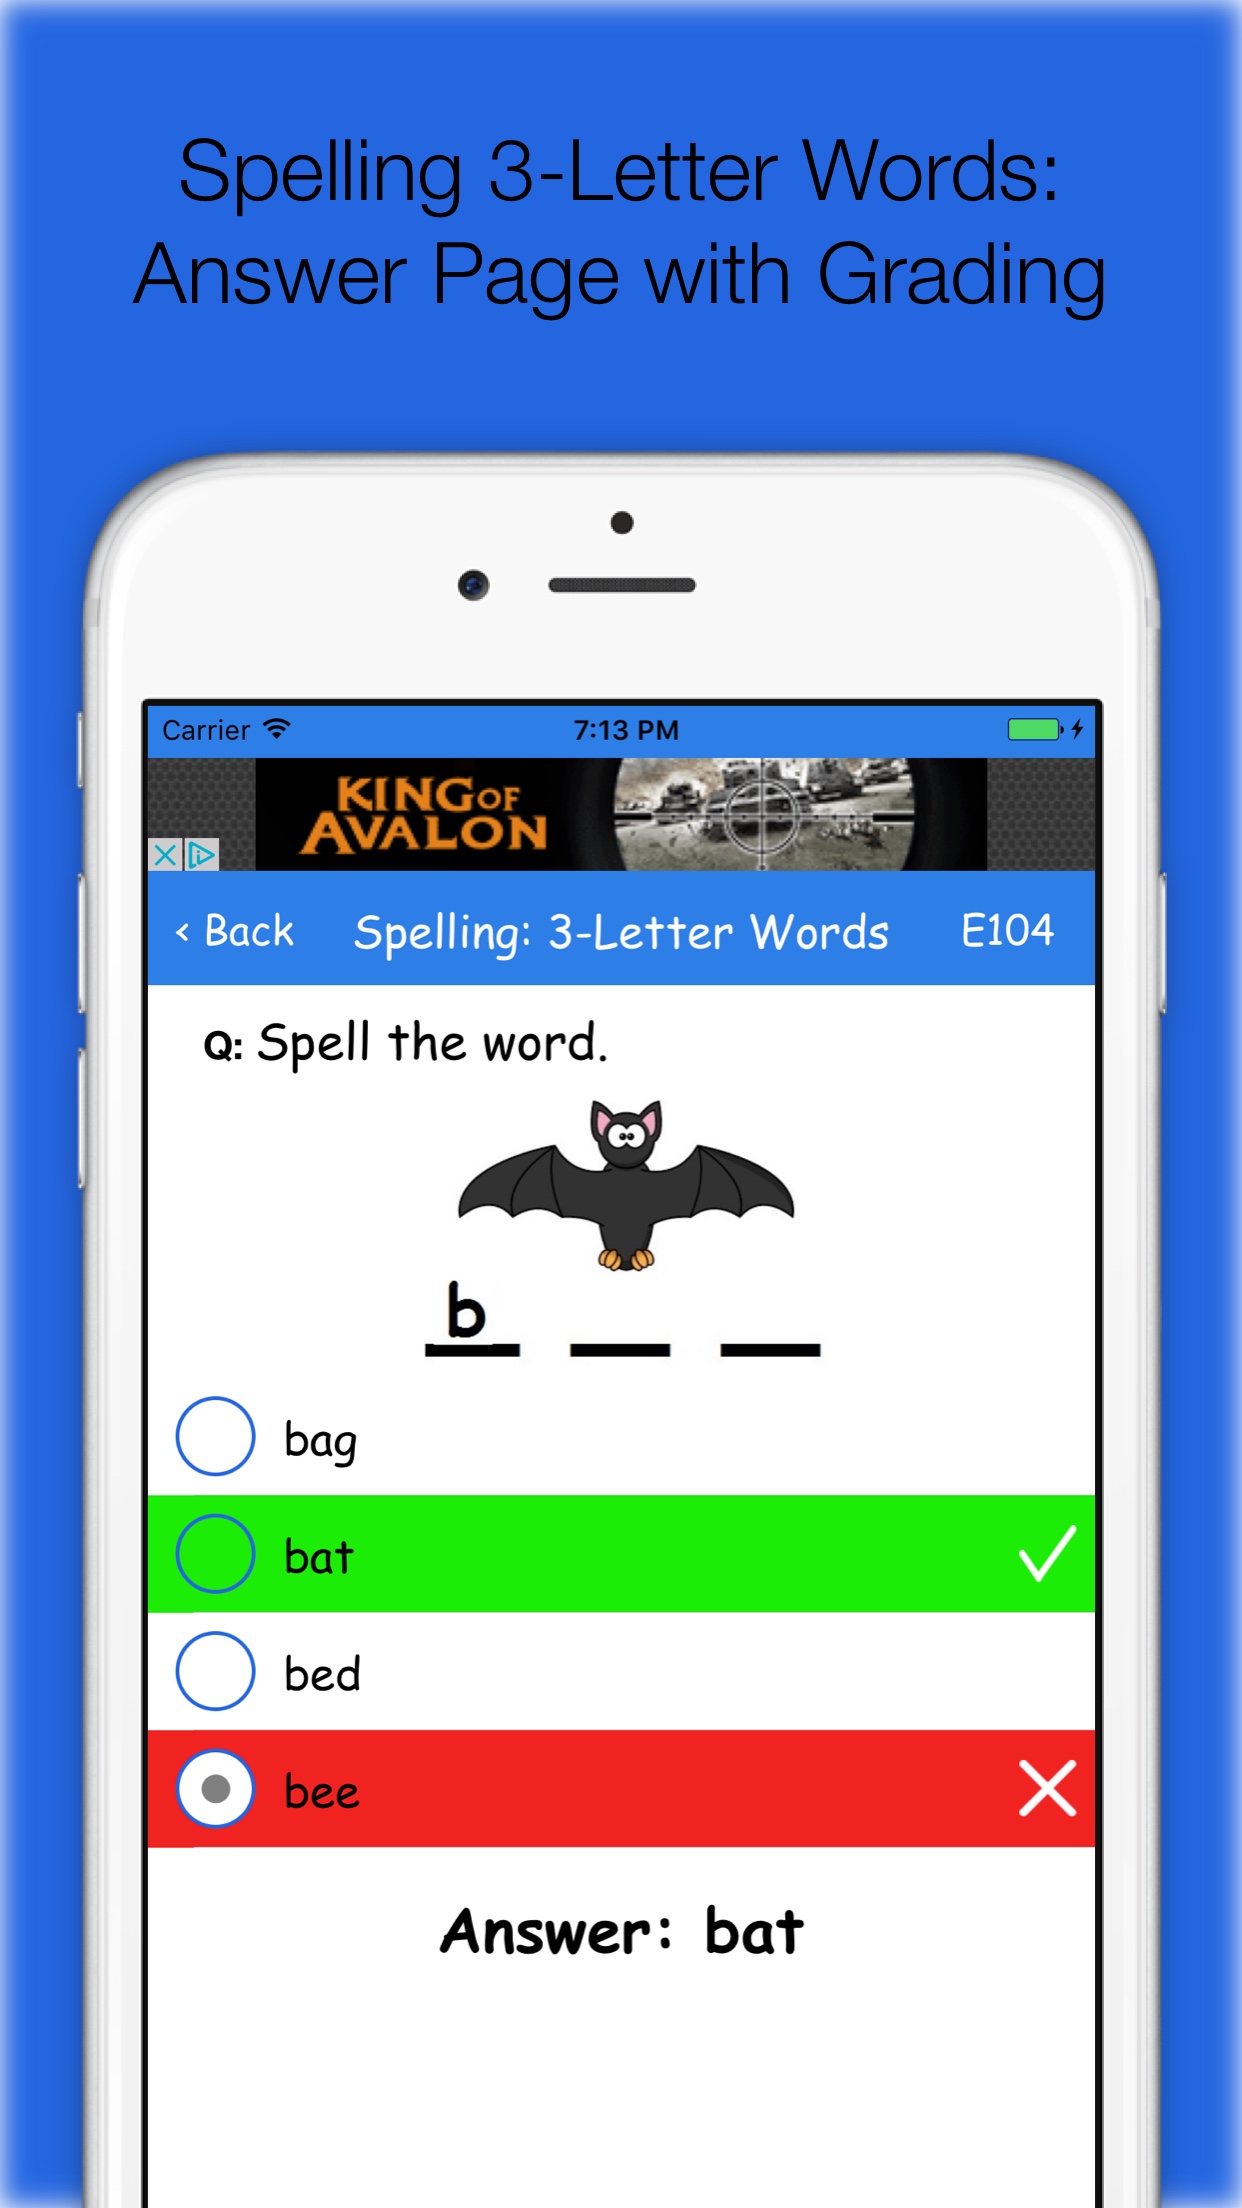 Spelling 3-Letter Words:
Answer Page with Grading
Carrier 7:13 PM
KING OF
AVALON
< Back Spelling: 3-Letter Words E104
Q: Spell the word.
b
bag
bat
bed
bee
Answer: bat